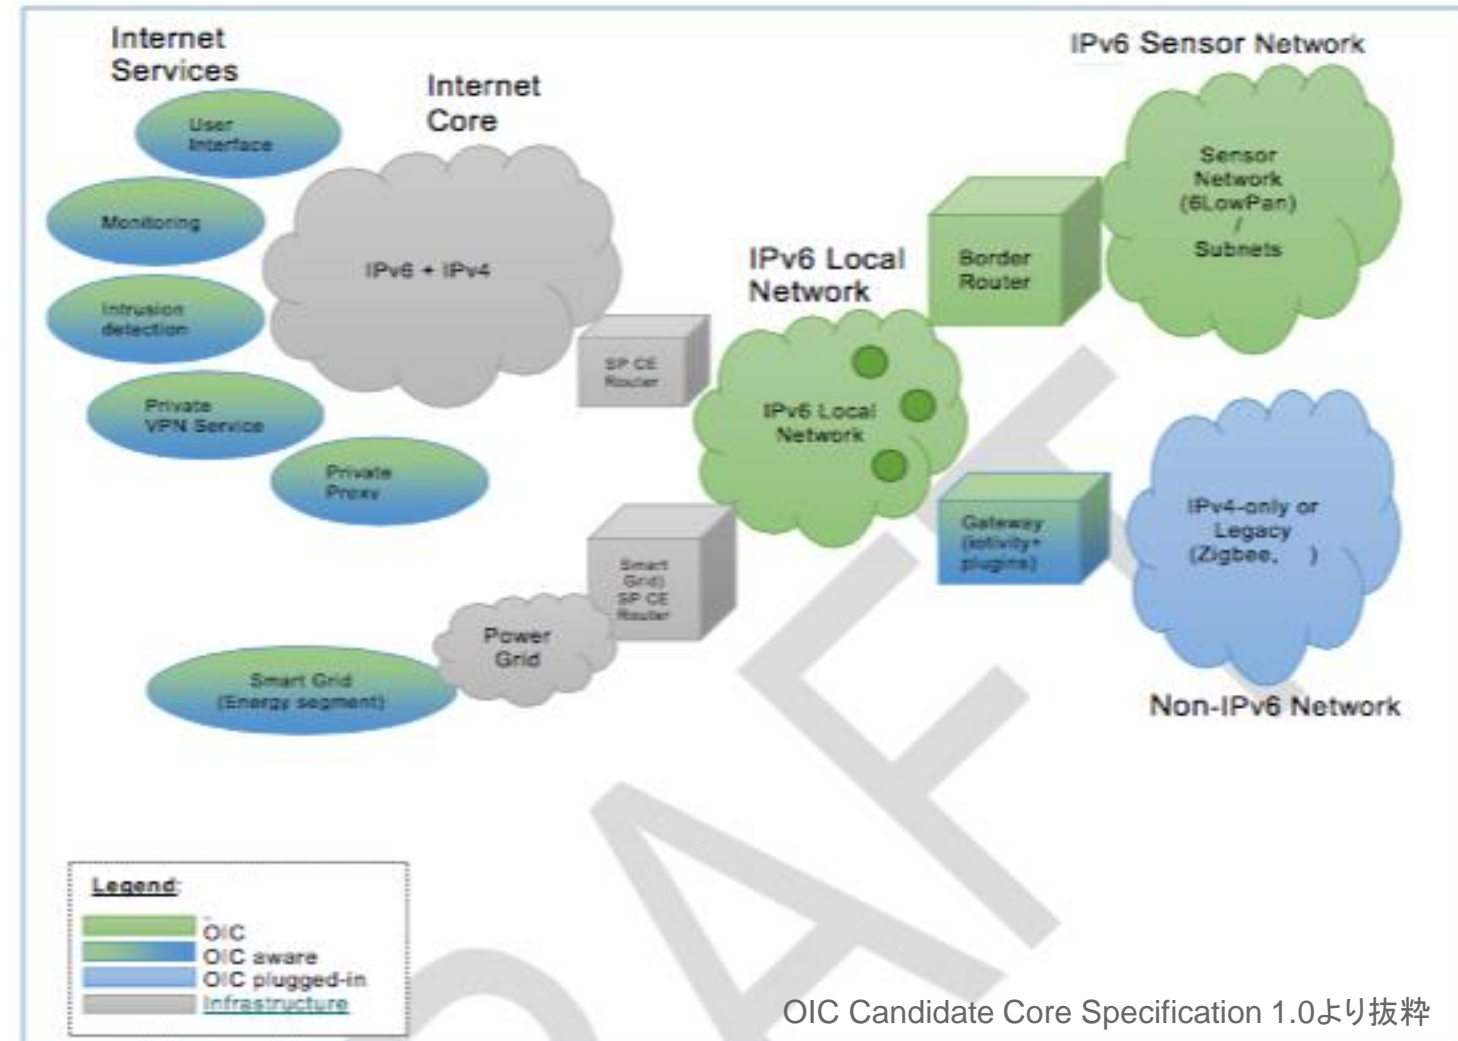 Internet
Services
User
Interface
Monitoring
Intrusion
detection
Private
VPN Service
Private
Proxy
Internet
Core
IPv6 + IPv4
SP CE
Router
Smart
Grid)
SP CE
Router
Power
Grid
Smart Grid
(Energy segment)
IPv6 Local
Network
IPv6 Local
Network
Border
Router
IPv6 Sensor Network
Sensor
Network
(6LowPan)
/
Subnets
Gateway
(iotivity+
plugins)
IPv4-only or
Legacy
(Zigbee, )
Non-IPv6 Network
Legend:
OIC
OIC aware
OIC plugged-in
Infrastructure
OIC Candidate Core Specification 1.0より抜粋